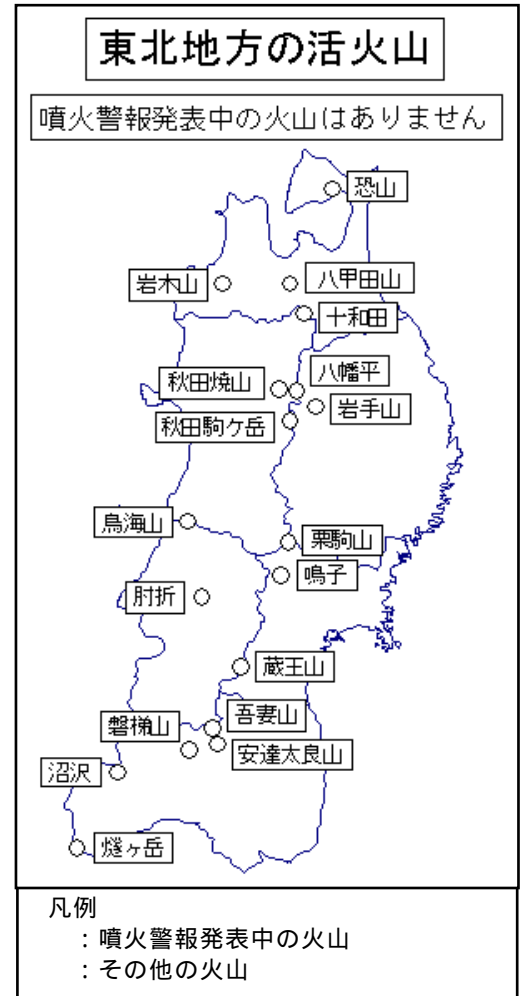 東北地方の活火山
噴火警報発表中の火山はありません
恐山
岩木山
八甲田山
十和田
八幡平
秋田焼山
岩手山
秋田駒ケ岳
鳥海山
栗駒山
鳴子
肘折
蔵王山
吾妻山
磐梯山
安達太良山
沼沢
燧ヶ岳
凡例
：噴火警報発表中の火山
：その他の火山